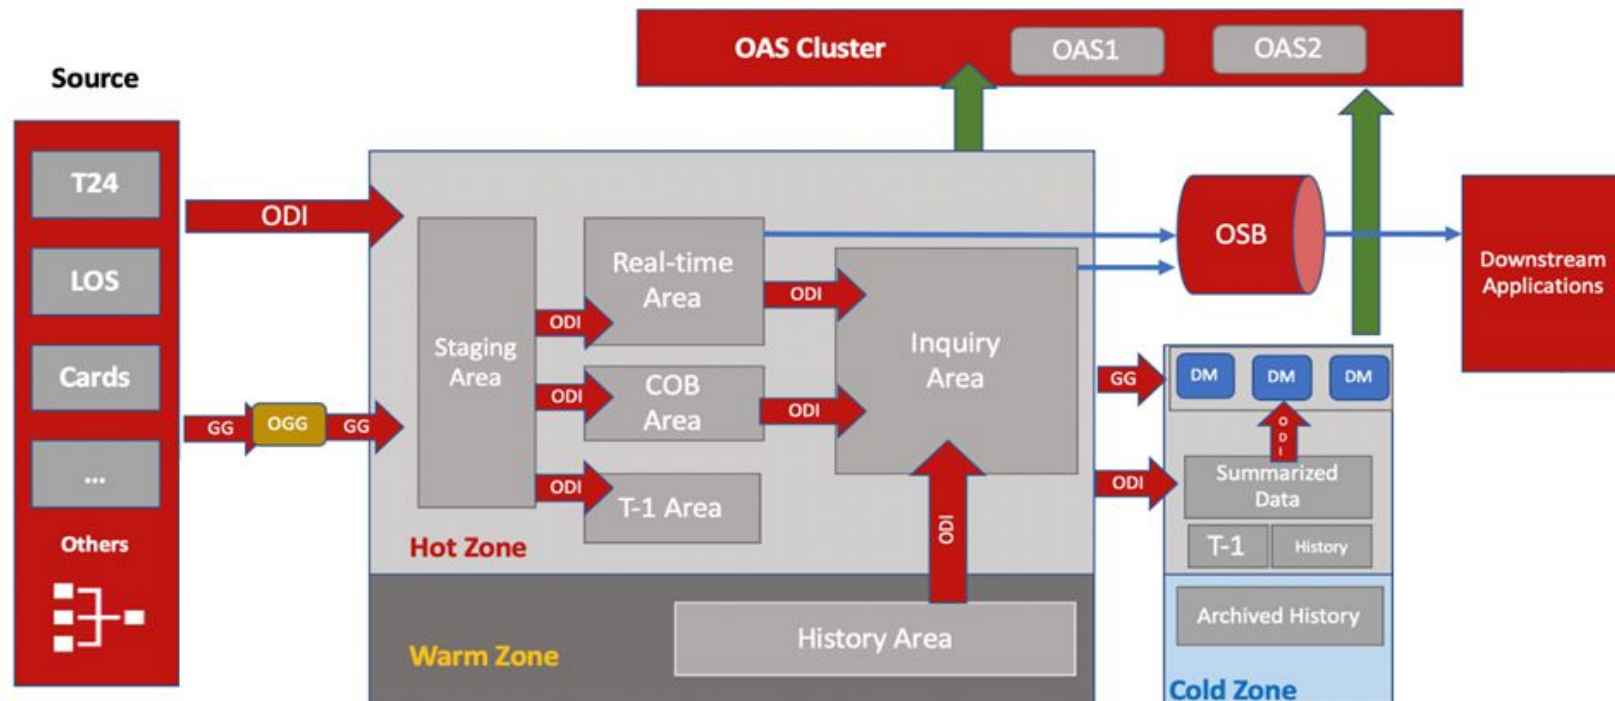 OAS Cluster
OAS1
OAS2
Source
T24
LOS
Cards
...
Others
ODI
GG
OGG
GG
Staging
Area
ODI
ODI
ODI
Real-time
Area
COB
Area
T-1 Area
ODI
ODI
Inquiry
Area
ODI
Hot Zone
Warm Zone
History Area
OSB
Downstream
Applications
GG
ODI
DM
DM
DM
O
D
I
Summarized
Data
T-1
History
Archived History
Cold Zone